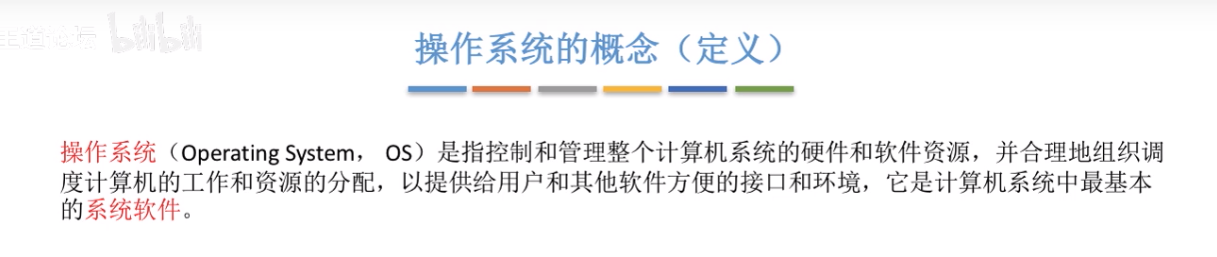 bilibili
操作系统的概念（定义）
操作系统（Operating System， OS）是指控制和管理整个计算机系统的硬件和软件资源，并合理地组织调
度计算机的工作和资源的分配，以提供给用户和其他软件方便的接口和环境，它是计算机系统中最基本
的系统软件。